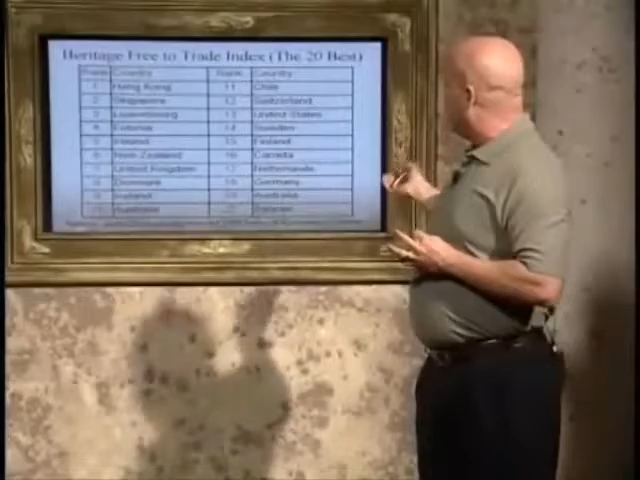 Heritage Free to Trade Index (The 20 Best)
Rank Country Rank Country
1 Hong Kong 11 Chile
2 Singapore 12 Switzerland
3 Luxembourg 13 United States
4 Estonia 14 Sweden
5 Ireland 15 Finland
6 New Zealand 16 Canada
7 United Kingdom 17 Netherlands
8 Denmark 18 Germany
9 Iceland 19 Austria
Bahrain